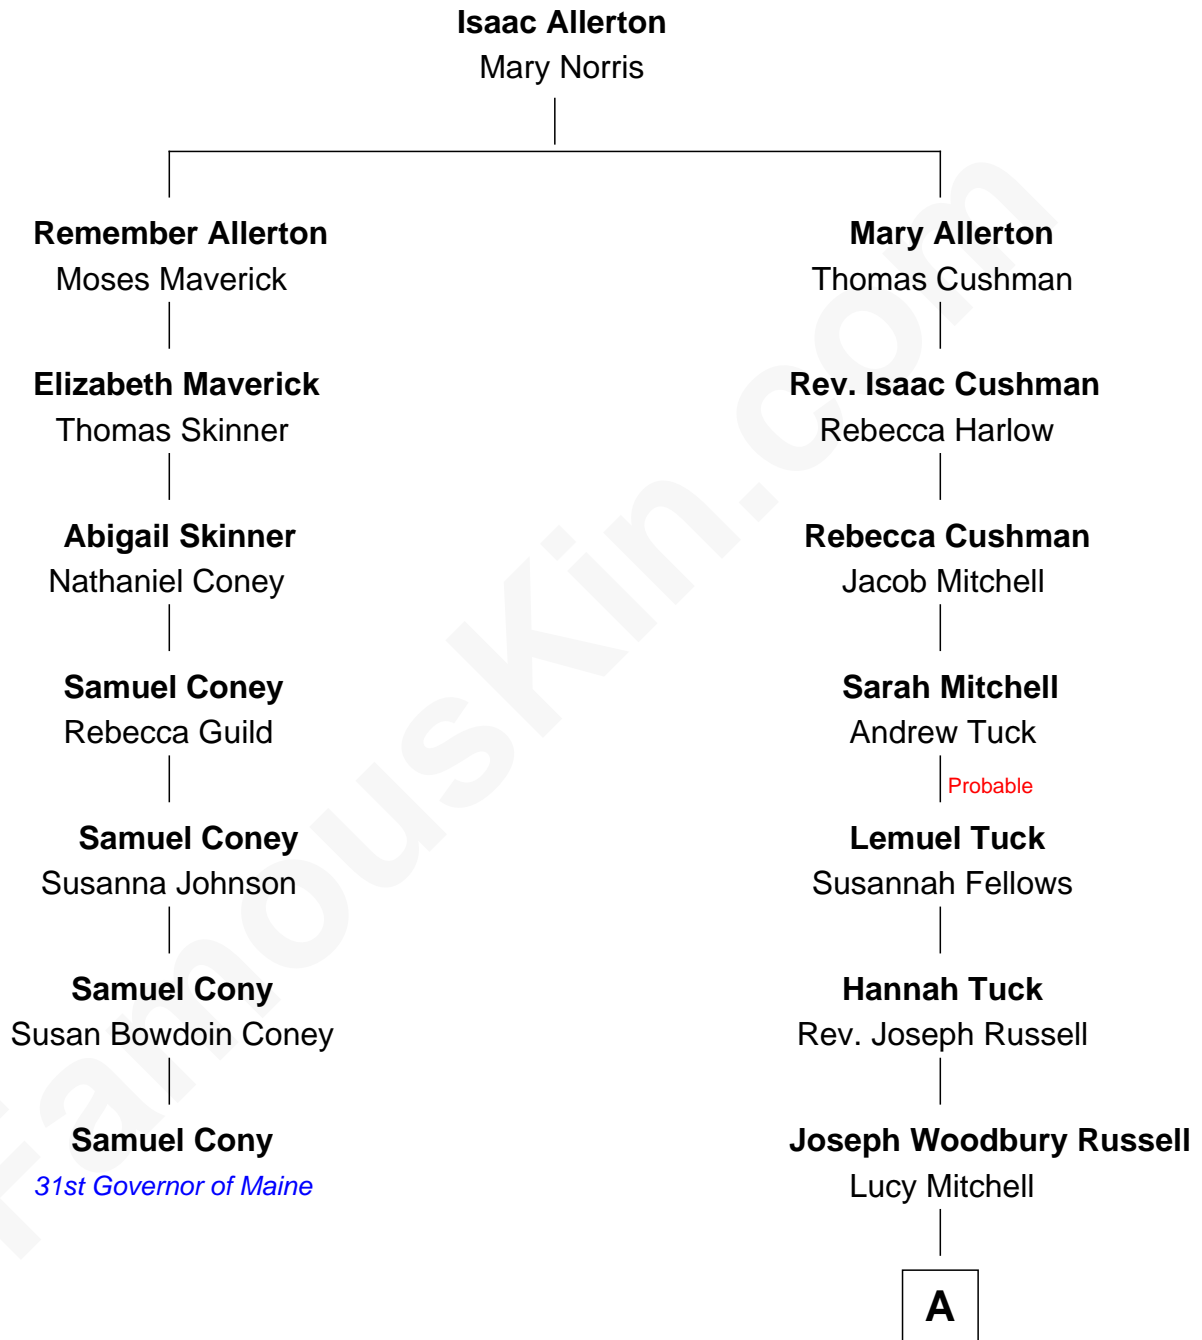 Isaac Allerton
Mary Norris
Remember Allerton
Moses Maverick
Mary Allerton
Thomas Cushman
Elizabeth Maverick
Thomas Skinner
Rev. Isaac Cushman
Rebecca Harlow
Abigail Skinner
Nathaniel Coney
Rebecca Cushman
Jacob Mitchell
Samuel Coney
Rebecca Guild
Sarah Mitchell
Andrew Tuck
Probable
Samuel Coney
Susanna Johnson
Lemuel Tuck
Susannah Fellows
Samuel Cony
Susan Bowdoin Coney
Hannah Tuck
Rev. Joseph Russell
Samuel Cony
31st Governor of Maine
Joseph Woodbury Russell
Lucy Mitchell
A
FamousKin.com